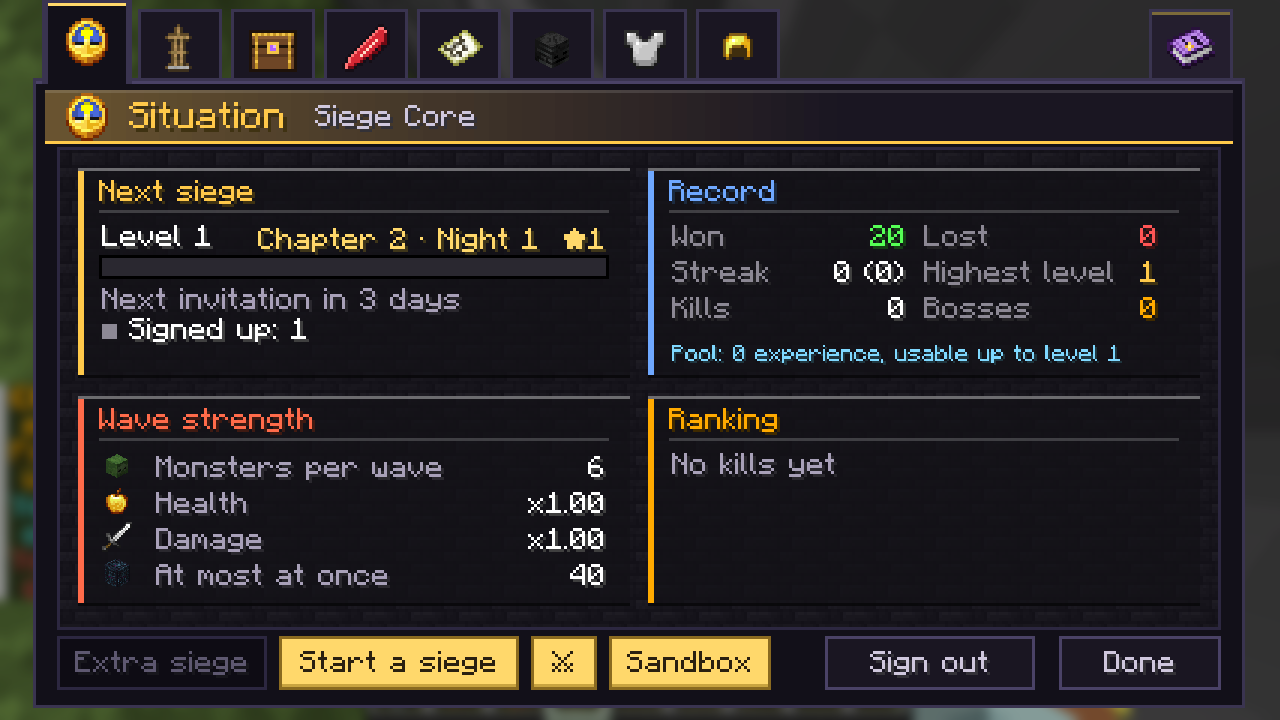 Situation Siege Core
Next siege
Level 1 Chapter 2 · Night 1 ★1
Next invitation in 3 days
Signed up: 1
Record
Won 20 Lost 0
Streak 0 (0) Highest level 1
Kills 0 Bosses 0
Pool: 0 experience, usable up to level 1
Wave strength
Monsters per wave 6
Health x1.00
Damage x1.00
At most at once 40
Ranking
No kills yet
Extra siege Start a siege Sandbox Sign out Done